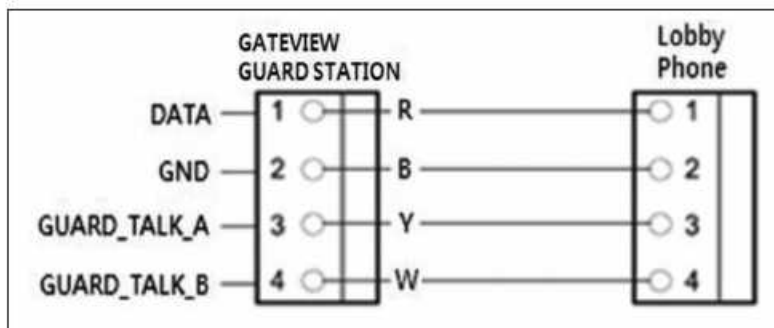 GATEVIEW
GUARD STATION
Lobby
Phone
DATA 1 R 1
GND 2 B 2
GUARD_TALK_A 3 Y 3
GUARD_TALK_B 4 W 4